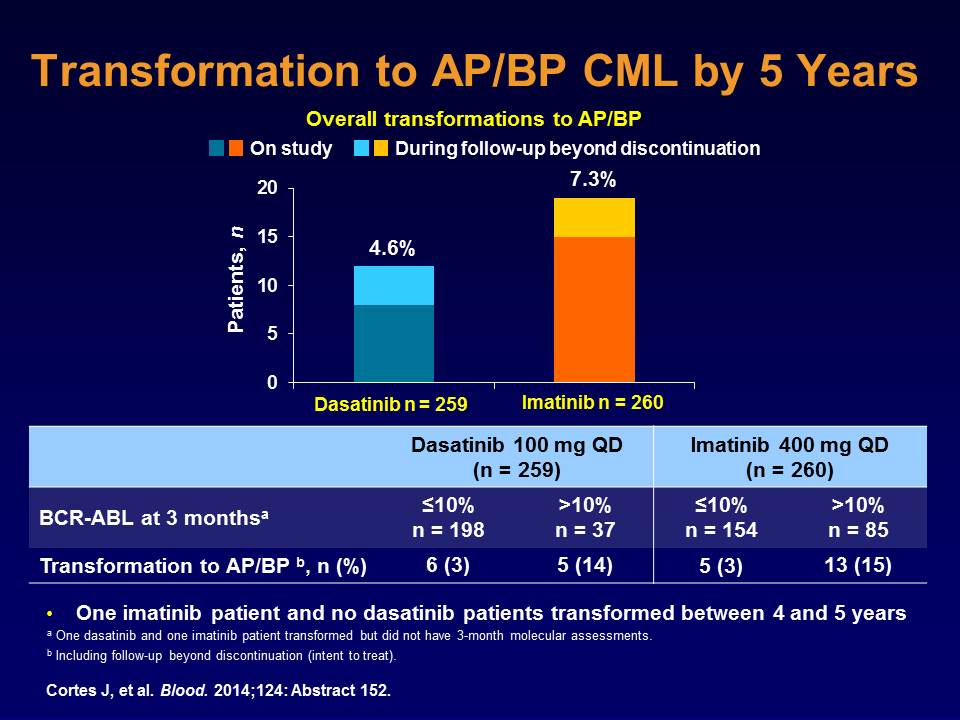 Transformation to AP/BP CML by 5 Years
Overall transformations to AP/BP
On study During follow-up beyond discontinuation
Patients, n
20
15
10
5
0
4.6%
7.3%
Dasatinib n = 259
Imatinib n = 260
Dasatinib 100 mg QD
(n = 259)
Imatinib 400 mg QD
(n = 260)
BCR-ABL at 3 monthsᵃ
≤10%
n = 198
>10%
n = 37
≤10%
n = 154
>10%
n = 85
Transformation to AP/BP ᵇ, n (%) 6 (3) 5 (14) 5 (3) 13 (15)
• One imatinib patient and no dasatinib patients transformed between 4 and 5 years
ᵃ One dasatinib and one imatinib patient transformed but did not have 3-month molecular assessments.
ᵇ Including follow-up beyond discontinuation (intent to treat).
Cortes J, et al. Blood. 2014;124: Abstract 152.